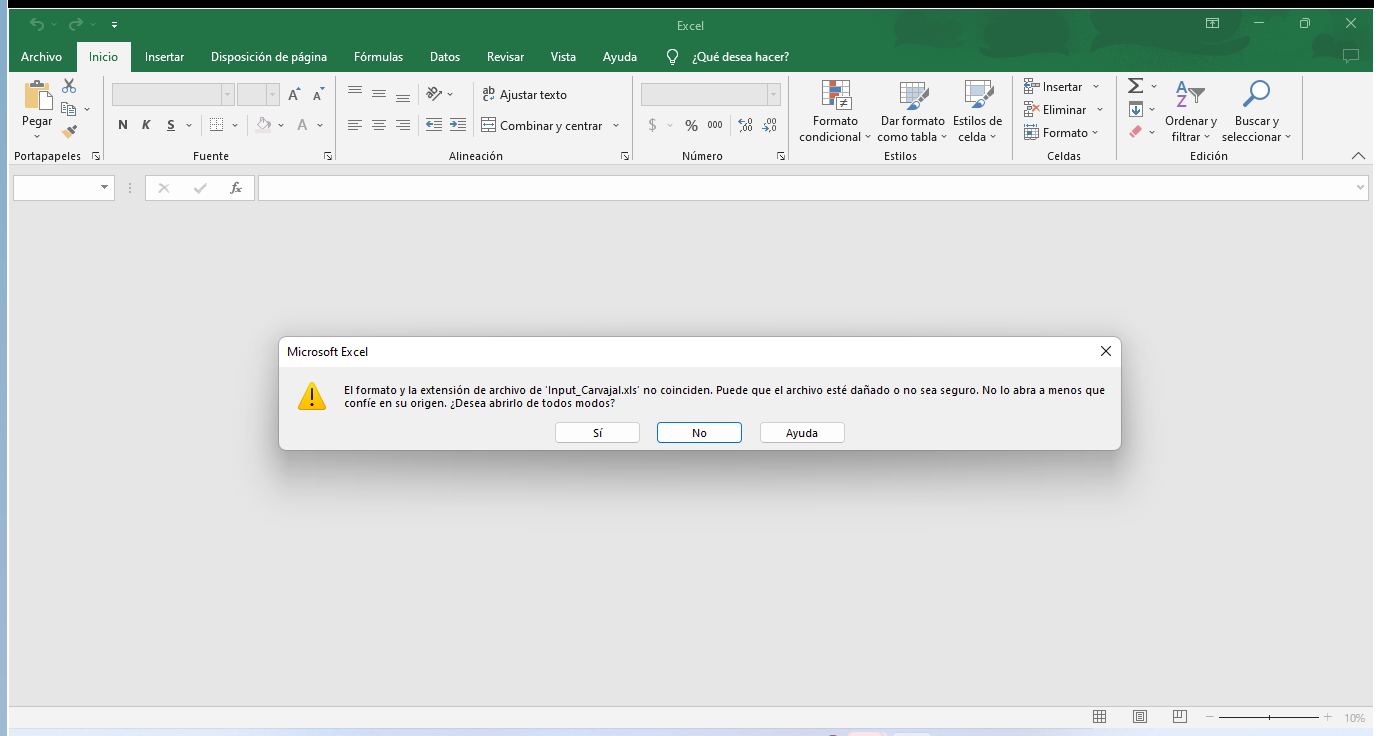 Excel
Archivo Inicio Insertar Disposición de página Fórmulas Datos Revisar Vista Ayuda ¿Qué desea hacer?
Pegar
N K S
A A
A
ab Ajustar texto
Combinar y centrar
$ % 000
Formato condicional
Dar formato como tabla
Estilos de celda
Insertar
Eliminar
Formato
Σ
Ordenar y filtrar
Buscar y seleccionar
Portapapeles Fuente Alineación Número Estilos Celdas Edición
fx
Microsoft Excel
El formato y la extensión de archivo de 'Input_Carvajal.xls' no coinciden. Puede que el archivo esté dañado o no sea seguro. No lo abra a menos que
confíe en su origen. ¿Desea abrirlo de todos modos?
Sí No Ayuda
10%